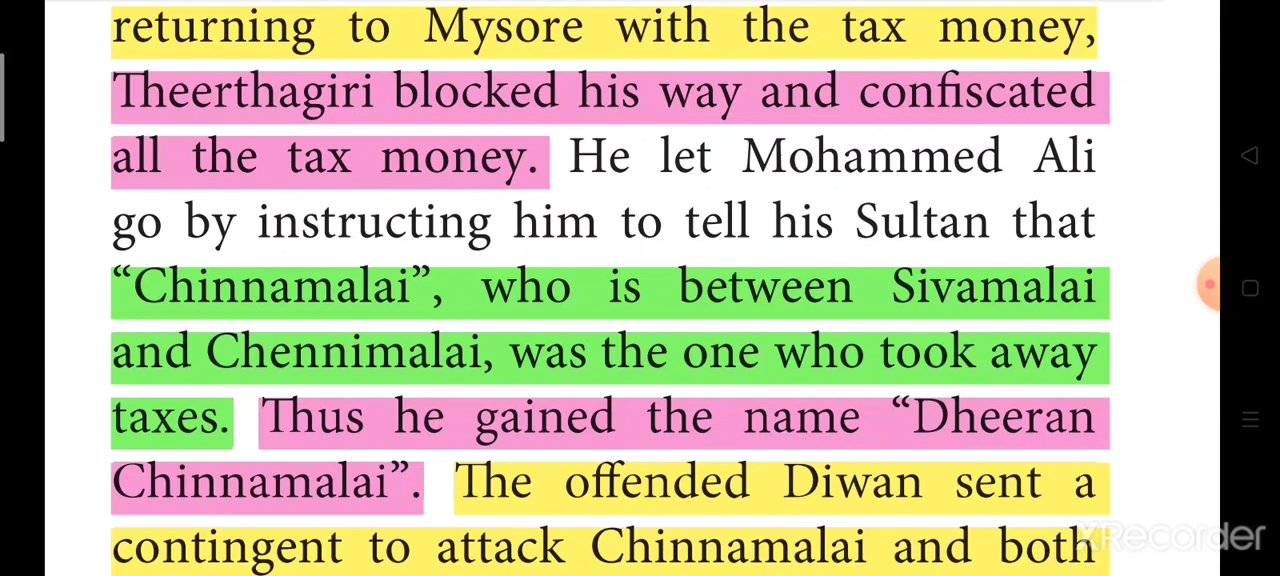 returning to Mysore with the tax money,
Theerthagiri blocked his way and confiscated
all the tax money. He let Mohammed Ali
go by instructing him to tell his Sultan that
“Chinnamalai”, who is between Sivamalai
and Chennimalai, was the one who took away
taxes. Thus he gained the name “Dheeran
Chinnamalai”. The offended Diwan sent a
contingent to attack Chinnamalai and both
XRecorder